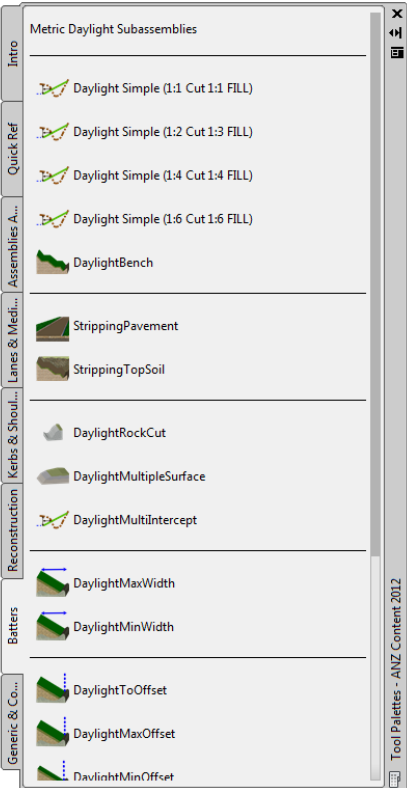 Metric Daylight Subassemblies
Daylight Simple (1:1 Cut 1:1 FILL)
Daylight Simple (1:2 Cut 1:3 FILL)
Daylight Simple (1:4 Cut 1:4 FILL)
Daylight Simple (1:6 Cut 1:6 FILL)
DaylightBench
StrippingPavement
StrippingTopSoil
DaylightRockCut
DaylightMultipleSurface
DaylightMultiIntercept
DaylightMaxWidth
DaylightMinWidth
DaylightToOffset
DaylightMaxOffset
DaylightMinOffset
Intro
Quick Ref
Assemblies A...
Lanes & Medi...
Kerbs & Shoul...
Reconstruction
Batters
Generic & Co...
Tool Palettes - ANZ Content 2012